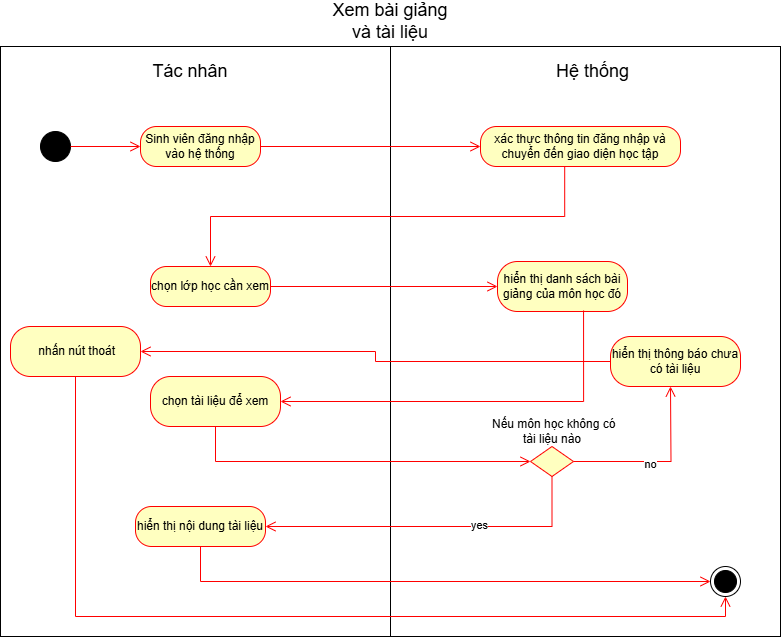 Xem bài giảng
và tài liệu
Tác nhân
Hệ thống
Sinh viên đăng nhập
vào hệ thống
xác thực thông tin đăng nhập và
chuyển đến giao diện học tập
chọn lớp học cần xem
hiển thị danh sách bài
giảng của môn học đó
nhấn nút thoát
hiển thị thông báo chưa
có tài liệu
chọn tài liệu để xem
Nếu môn học không có
tài liệu nào
no
hiển thị nội dung tài liệu
yes